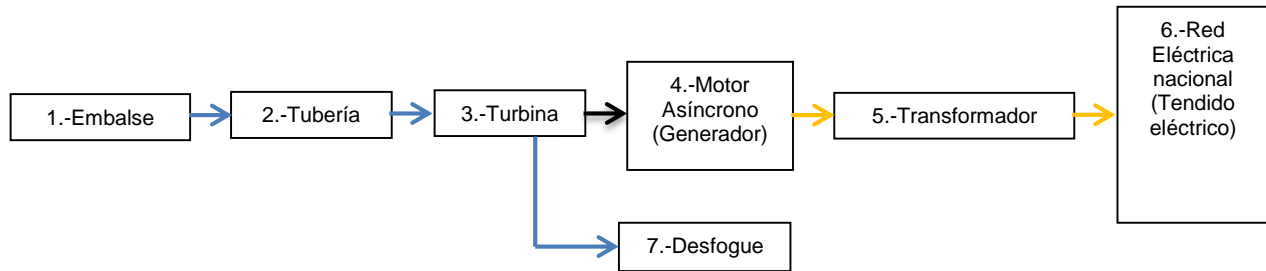 1.-Embalse
2.-Tubería
3.-Turbina
4.-Motor
Asíncrono
(Generador)
5.-Transformador
6.-Red
Eléctrica
nacional
(Tendido
eléctrico)
7.-Desfogue